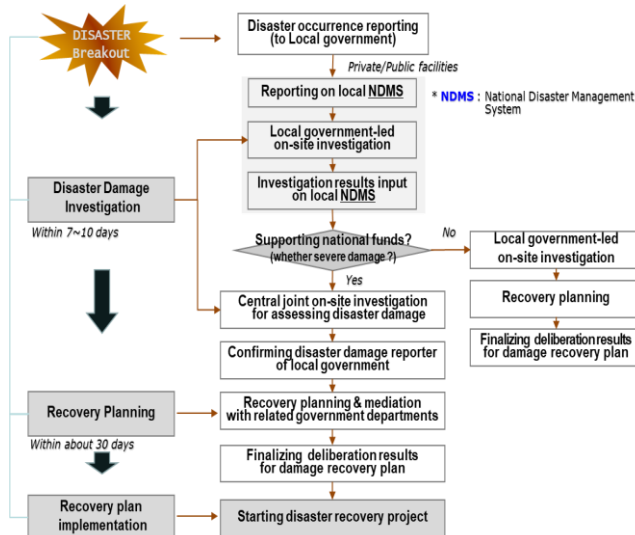 DISASTER
Breakout
Disaster occurrence reporting
(to Local government)
Private/Public facilities
Reporting on local NDMS
* NDMS : National Disaster Management
System
Local government-led
on-site investigation
Investigation results input
on local NDMS
Disaster Damage
Investigation
Within 7~10 days
Supporting national funds?
(whether severe damage ?)
No
Yes
Local government-led
on-site investigation
Recovery planning
Finalizing deliberation results
for damage recovery plan
Central joint on-site investigation
for assessing disaster damage
Confirming disaster damage reporter
of local government
Recovery Planning
Within about 30 days
Recovery planning & mediation
with related government departments
Finalizing deliberation results
for damage recovery plan
Recovery plan
implementation
Starting disaster recovery project